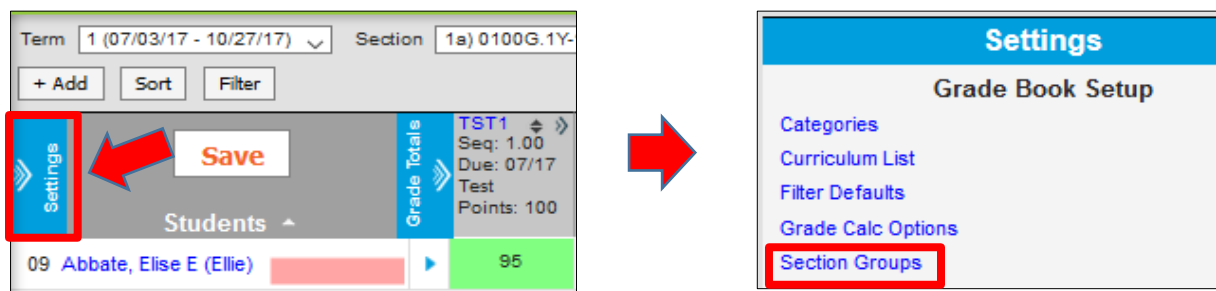 Term 1 (07/03/17 - 10/27/17) Section 1a) 0100G.1Y-
+ Add Sort Filter
Settings
Save
Students
Grade Totals
TST1
Seq: 1.00
Due: 07/17
Test
Points: 100
09 Abbate, Elise E (Ellie) 95
Settings
Grade Book Setup
Categories
Curriculum List
Filter Defaults
Grade Calc Options
Section Groups